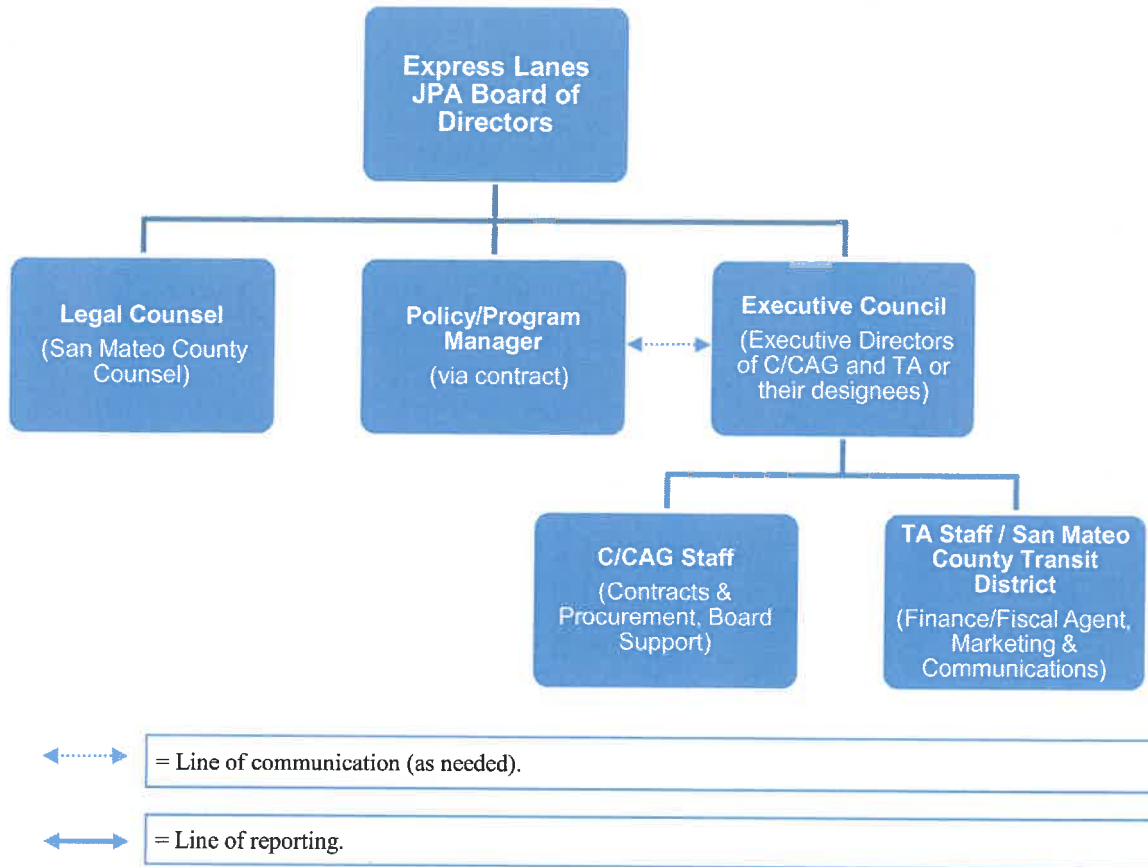 Express Lanes
JPA Board of
Directors
Legal Counsel
(San Mateo County
Counsel)
Policy/Program
Manager
(via contract)
Executive Council
(Executive Directors
of C/CAG and TA or
their designees)
C/CAG Staff
(Contracts &
Procurement, Board
Support)
TA Staff / San Mateo
County Transit
District
(Finance/Fiscal Agent,
Marketing &
Communications)
= Line of communication (as needed).
= Line of reporting.